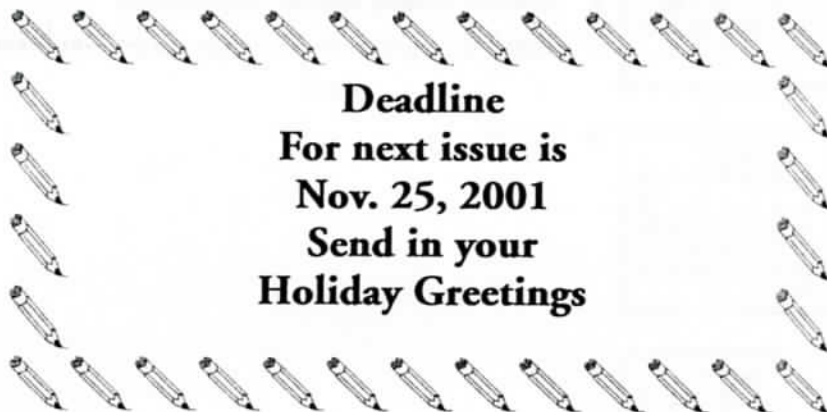 Deadline
For next issue is
Nov. 25, 2001
Send in your
Holiday Greetings